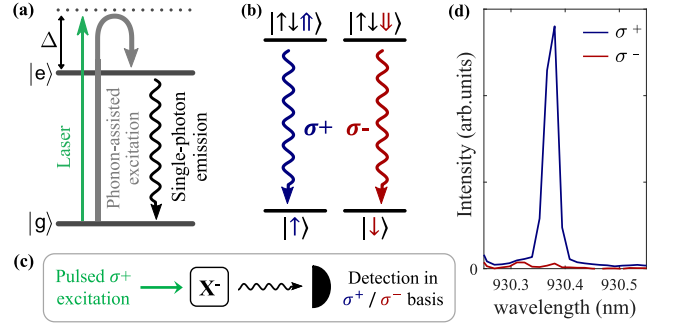 (a)
Δ
|e⟩
Laser
Phonon-assisted
excitation
Single-photon
emission
|g⟩
(b)
|↑↓⇑⟩ |↑↓⇓⟩
σ+ σ-
|↑⟩ |↓⟩
(c)
Pulsed σ+
excitation
X-
Detection in
σ+ / σ− basis
(d)
σ +
σ −
Intensity (arb.units)
0
930.3 930.4 930.5
wavelength (nm)